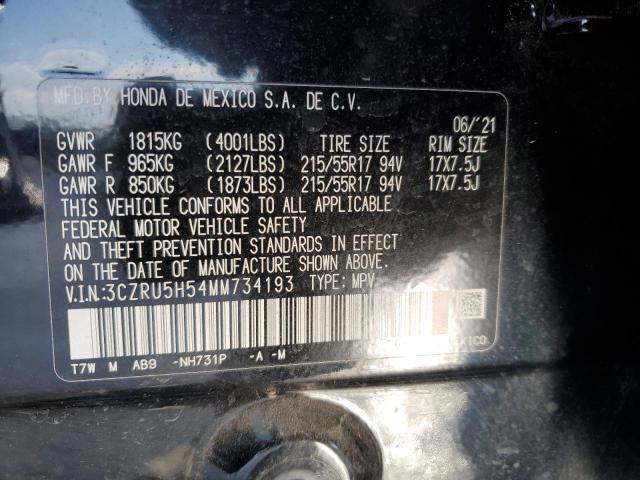 MFD. BY HONDA DE MEXICO S.A. DE C.V.
06/'21
GVWR 1815KG (4001LBS) TIRE SIZE RIM SIZE
GAWR F 965KG (2127LBS) 215/55R17 94V 17X7.5J
GAWR R 850KG (1873LBS) 215/55R17 94V 17X7.5J
THIS VEHICLE CONFORMS TO ALL APPLICABLE
FEDERAL MOTOR VEHICLE SAFETY
AND THEFT PREVENTION STANDARDS IN EFFECT
ON THE DATE OF MANUFACTURE SHOWN ABOVE.
V.I.N.:3CZRU5H54MM734193 TYPE: MPV
T7W M AB9 -NH731P -A -M